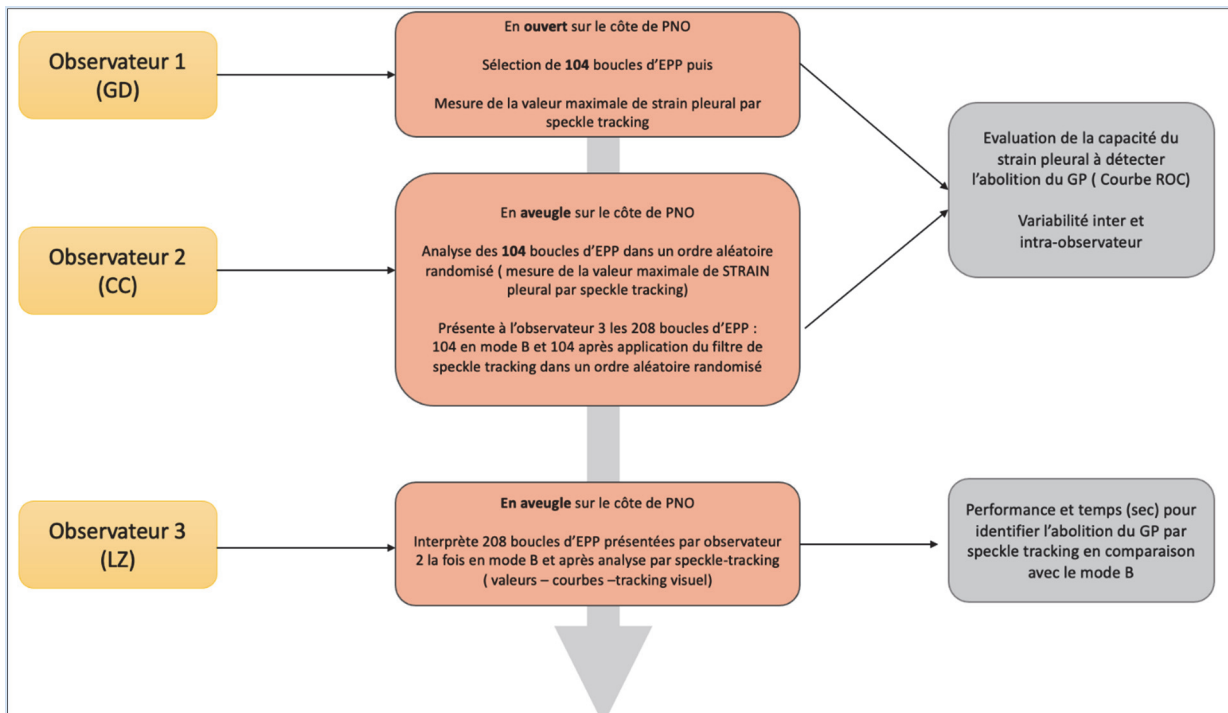 Observateur 1
(GD)
En ouvert sur le côte de PNO
Sélection de 104 boucles d'EPP puis
Mesure de la valeur maximale de strain pleural par
speckle tracking
Observateur 2
(CC)
En aveugle sur le côte de PNO
Analyse des 104 boucles d'EPP dans un ordre aléatoire
randomisé ( mesure de la valeur maximale de STRAIN
pleural par speckle tracking)
Présente à l'observateur 3 les 208 boucles d'EPP :
104 en mode B et 104 après application du filtre de
speckle tracking dans un ordre aléatoire randomisé
Evaluation de la capacité du
strain pleural à détecter
l'abolition du GP ( Courbe ROC)
Variabilité inter et
intra-observateur
Observateur 3
(LZ)
En aveugle sur le côte de PNO
Interprète 208 boucles d'EPP présentées par observateur
2 la fois en mode B et après analyse par speckle-tracking
( valeurs – courbes –tracking visuel)
Performance et temps (sec) pour
identifier l'abolition du GP par
speckle tracking en comparaison
avec le mode B